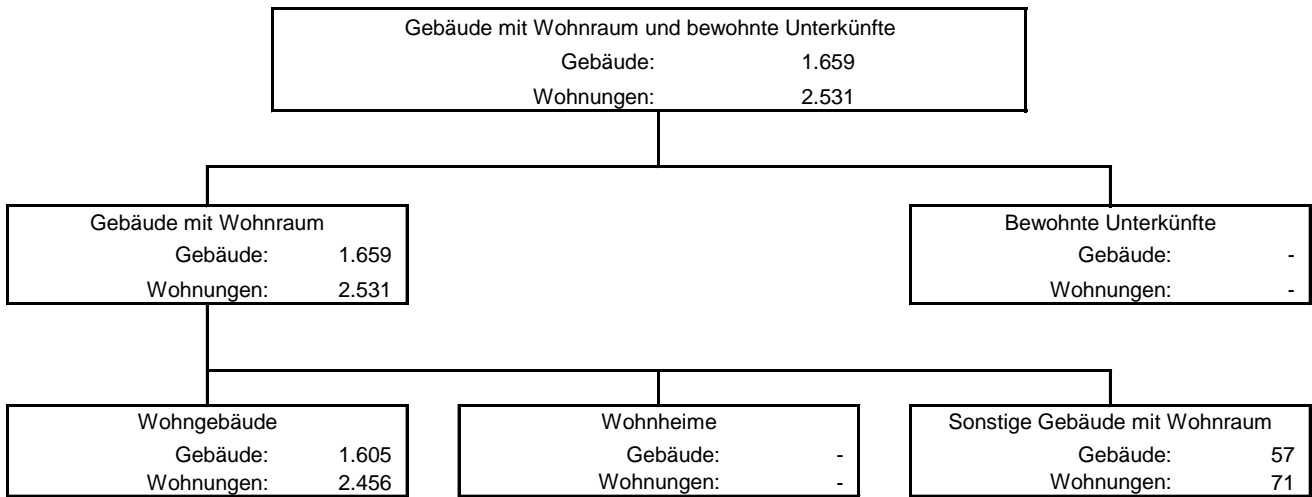 Gebäude mit Wohnraum und bewohnte Unterkünfte
Gebäude: 1.659
Wohnungen: 2.531
Gebäude mit Wohnraum
Gebäude: 1.659
Wohnungen: 2.531
Bewohnte Unterkünfte
Gebäude: -
Wohnungen: -
Wohngebäude
Gebäude: 1.605
Wohnungen: 2.456
Wohnheime
Gebäude: -
Wohnungen: -
Sonstige Gebäude mit Wohnraum
Gebäude: 57
Wohnungen: 71